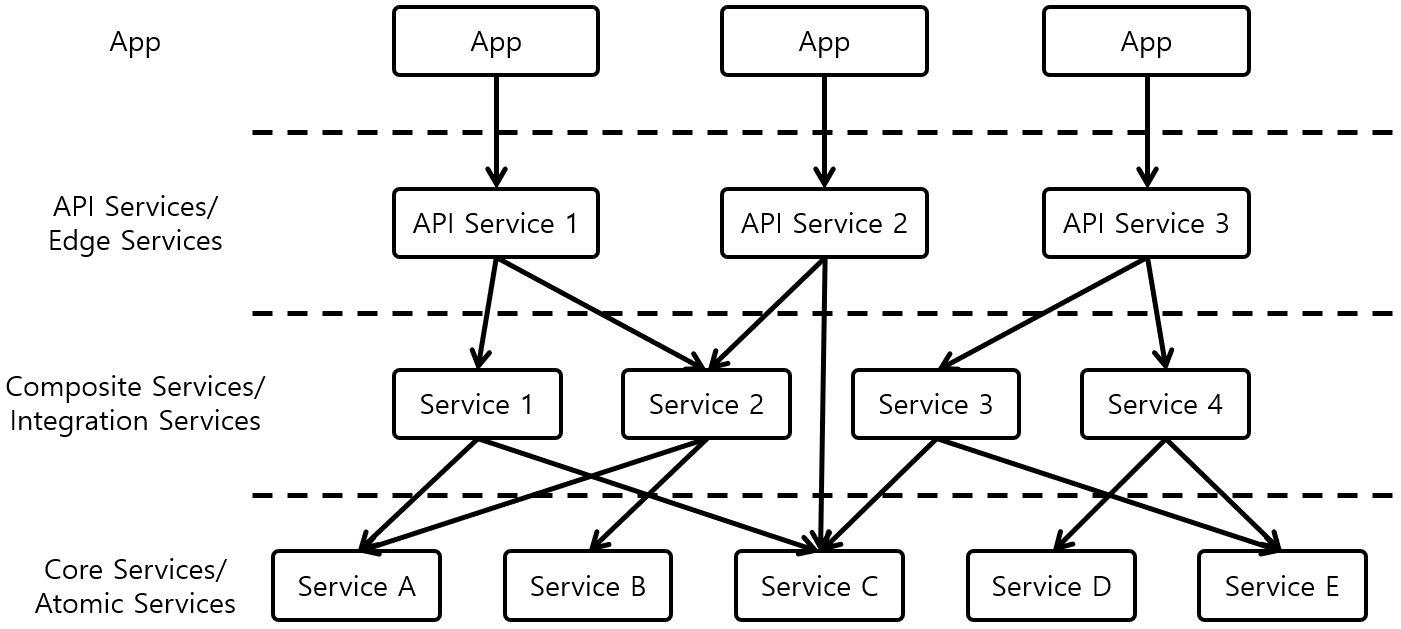 App
App
App
App
API Services/
Edge Services
API Service 1
API Service 2
API Service 3
Composite Services/
Integration Services
Service 1
Service 2
Service 3
Service 4
Core Services/
Atomic Services
Service A
Service B
Service C
Service D
Service E